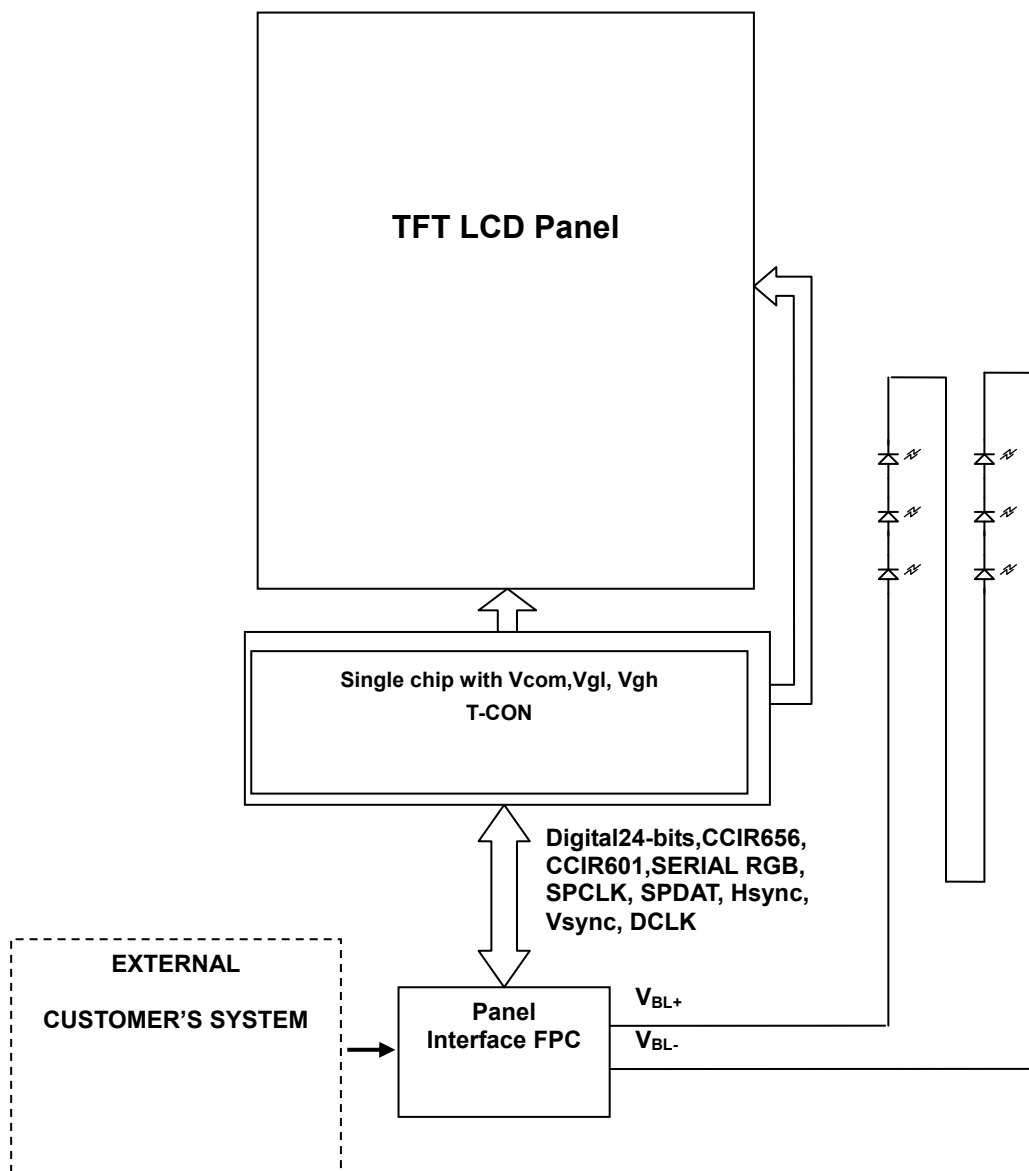 TFT LCD Panel
Single chip with Vcom,Vgl, Vgh
T-CON
Digital24-bits,CCIR656,
CCIR601,SERIAL RGB,
SPCLK, SPDAT, Hsync,
Vsync, DCLK
EXTERNAL
CUSTOMER'S SYSTEM
Panel
Interface FPC
VBL+
VBL-